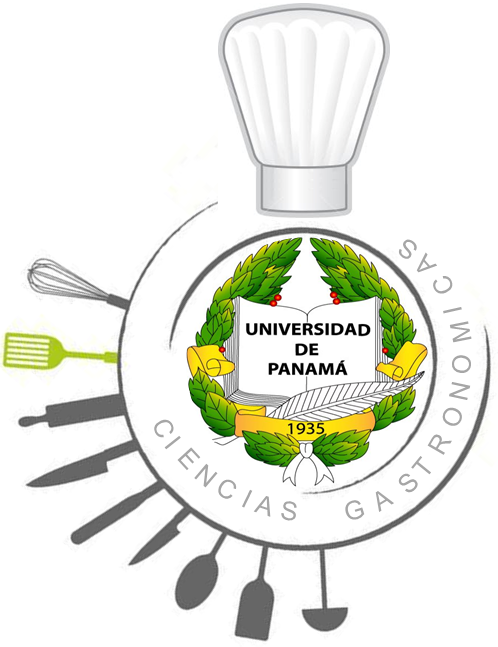 UNIVERSIDAD
DE
PANAMÁ
1935
CIENCIAS GASTRONOMICAS